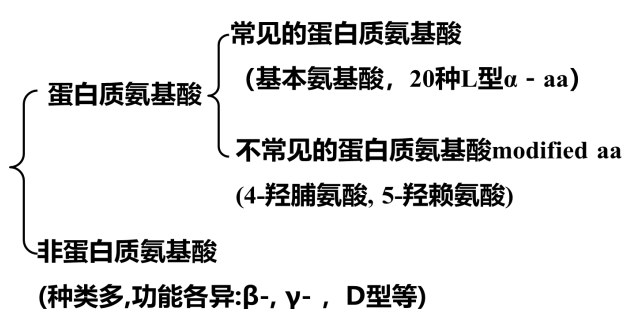 常见的蛋白质氨基酸
（基本氨基酸，20种L型α - aa）
蛋白质氨基酸
不常见的蛋白质氨基酸modified aa
(4-羟脯氨酸, 5-羟赖氨酸)
非蛋白质氨基酸
(种类多,功能各异:β-, γ- ，D型等)